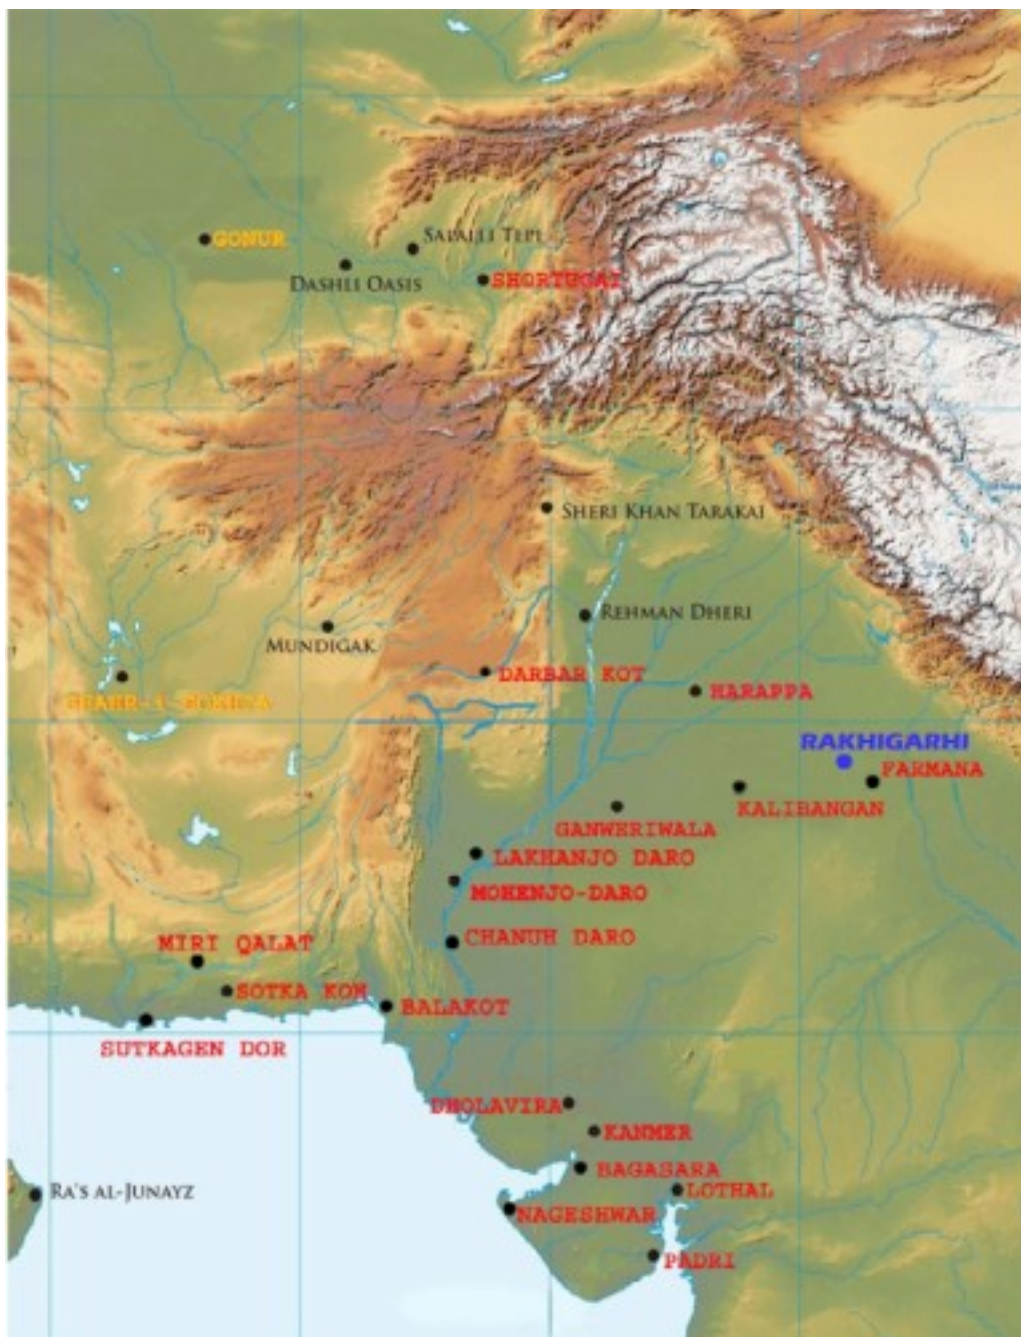 GONUR
SAPALLI TEPE
DASHLI OASIS
SHORTUGAI
SHERI KHAN TARAKAI
REHMAN DHERI
MUNDIGAK
DARBAR KOT
HARAPPA
SHAHR-I-SOKHTA
RAKHIGARHI
FARMANA
KALIBANGAN
GANWERIWALA
LAKHANJO DARO
MOHENJO-DARO
CHANUH DARO
MIRI QALAT
SOTKA KOH
BALAKOT
SUTKAGEN DOR
DHOLAVIRA
KANMER
BAGASARA
LOTHAL
RA'S AL-JUNAYZ
NAGESHWAR
PADRI